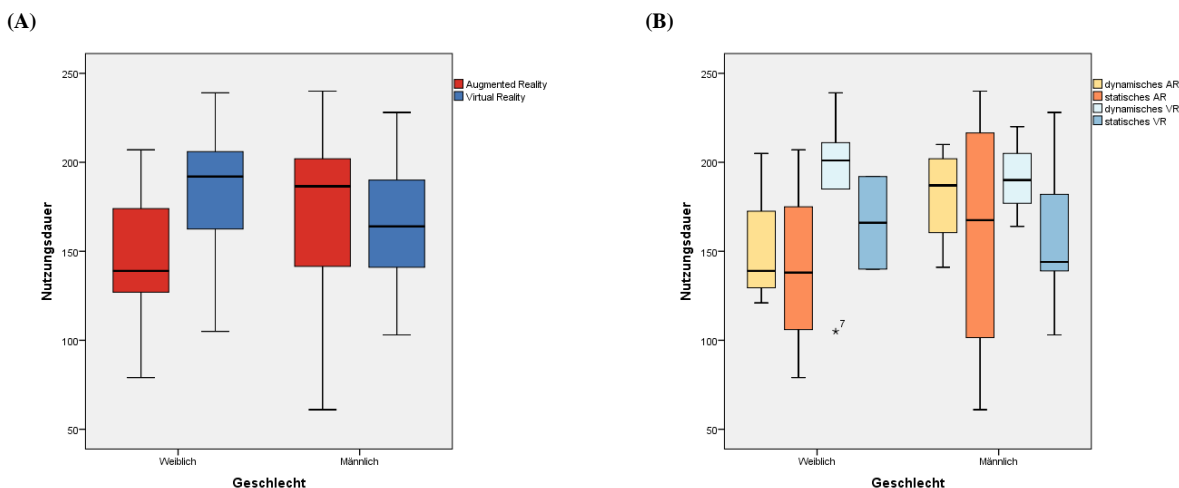 (A)
250
200
150
100
50
Nutzungsdauer
Weiblich
Männlich
Geschlecht
Augmented Reality
Virtual Reality
(B)
250
200
150
100
50
Nutzungsdauer
7
Weiblich
Männlich
Geschlecht
dynamisches AR
statisches AR
dynamisches VR
statisches VR